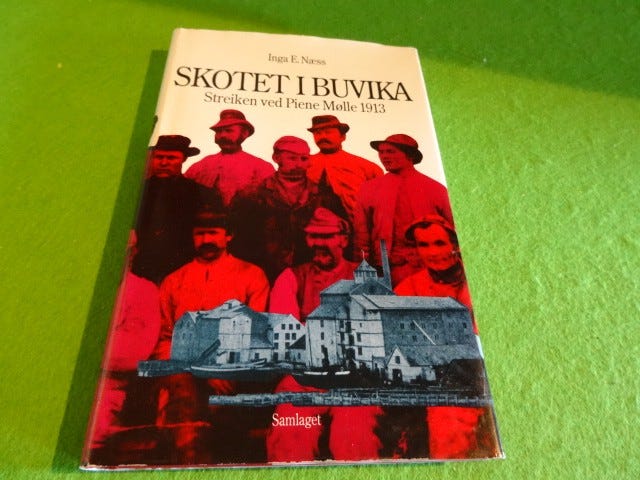 Inga E. Næss
SKOTET I BUVIKA
Streiken ved Piene Mølle 1913
Samlaget